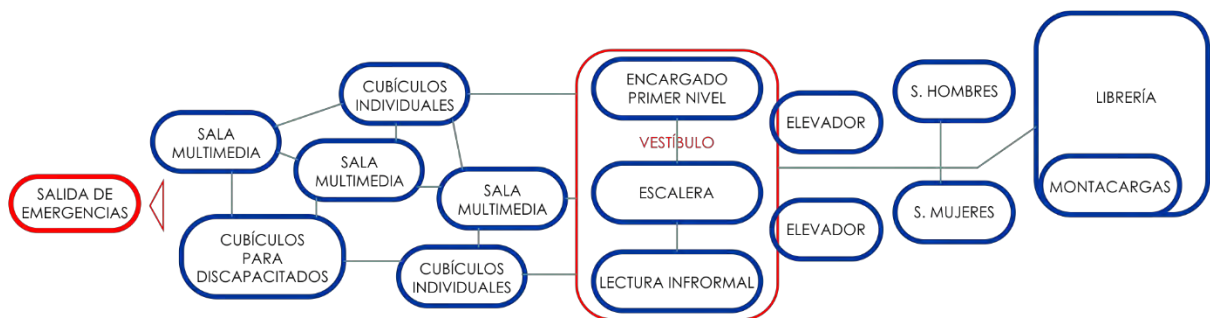 SALIDA DE
EMERGENCIAS
SALA
MULTIMEDIA
CUBÍCULOS
INDIVIDUALES
SALA
MULTIMEDIA
CUBÍCULOS
PARA
DISCAPACITADOS
SALA
MULTIMEDIA
CUBÍCULOS
INDIVIDUALES
ENCARGADO
PRIMER NIVEL
VESTÍBULO
ESCALERA
LECTURA INFRORMAL
ELEVADOR
ELEVADOR
S. HOMBRES
S. MUJERES
LIBRERÍA
MONTACARGAS